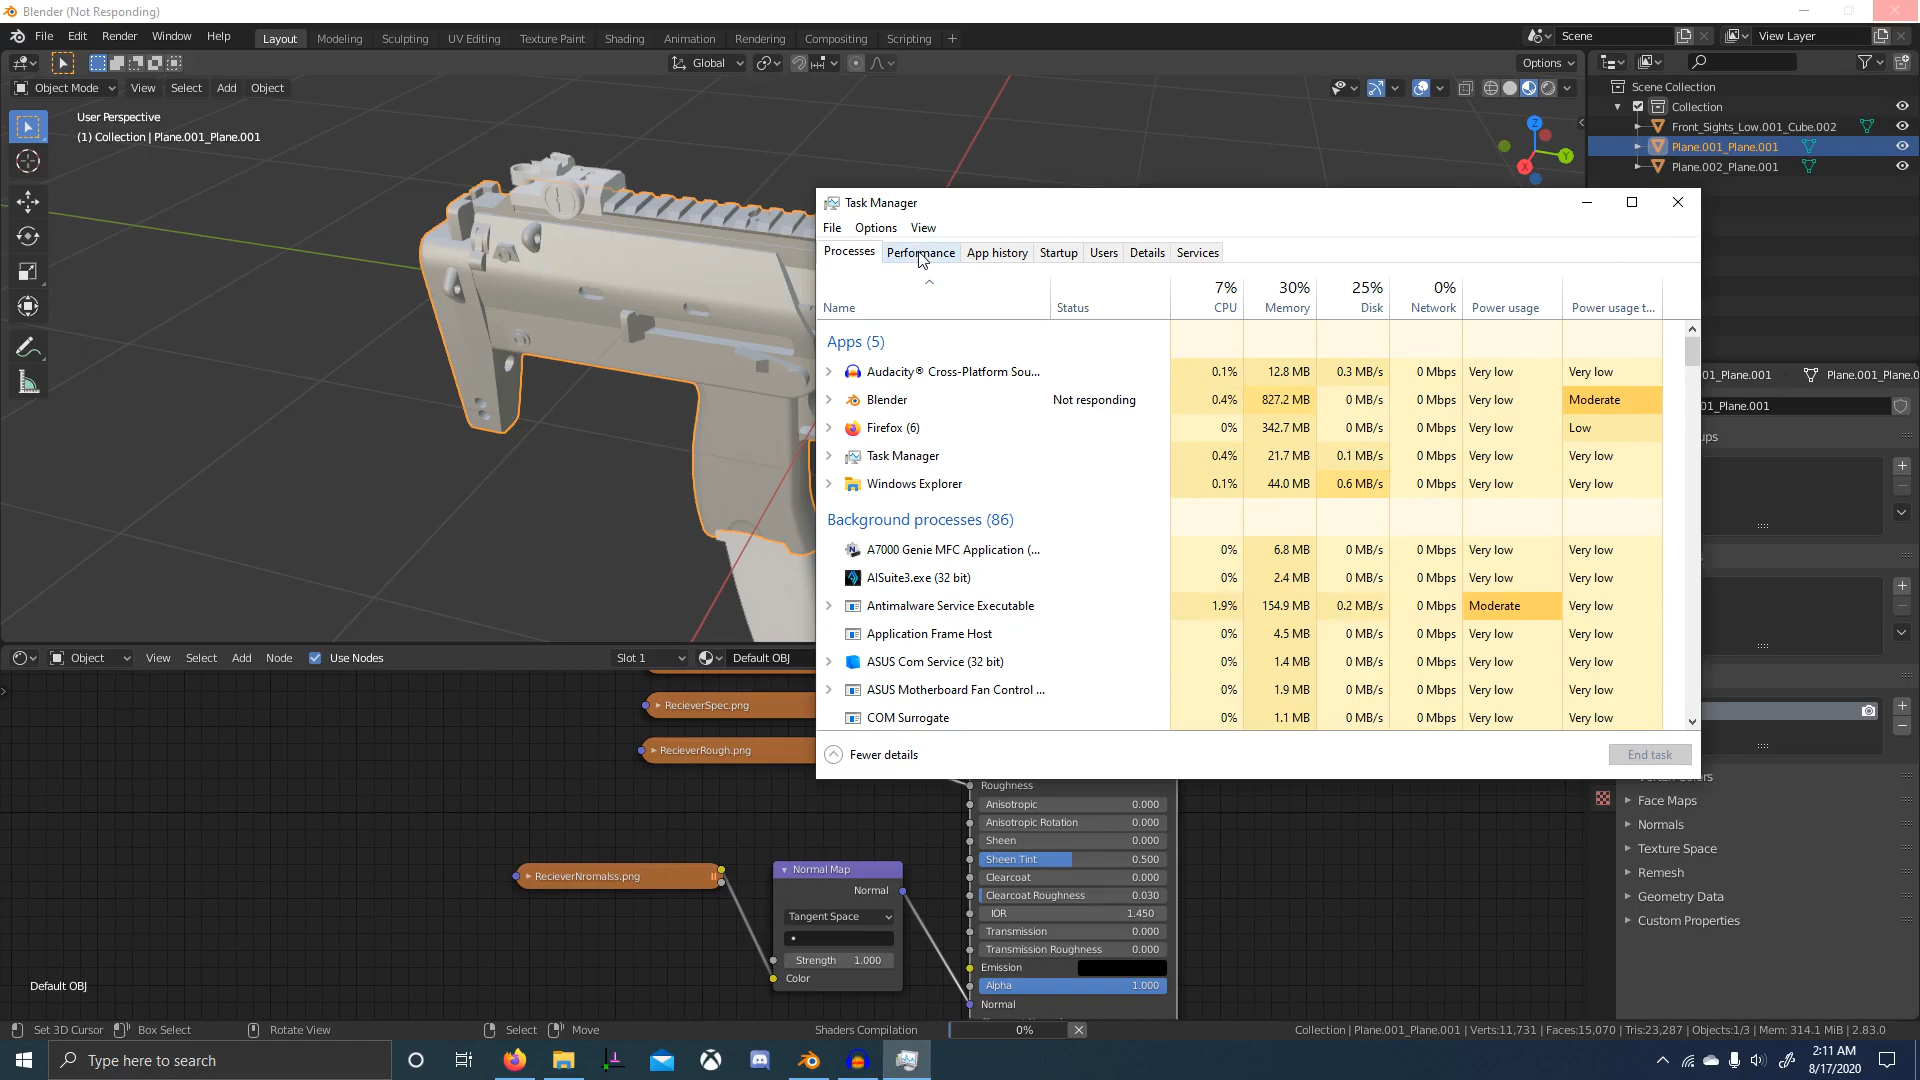 Blender (Not Responding)
File Edit Render Window Help Layout Modeling Sculpting UV Editing Texture Paint Shading Animation Rendering Compositing Scripting + Scene View Layer
Global Options
Object Mode View Select Add Object
User Perspective
(1) Collection | Plane.001_Plane.001
Z
Y
X
Scene Collection
Collection
Front_Sights_Low.001_Cube.002
Plane.001_Plane.001
Plane.002_Plane.001
Task Manager
File Options View
Processes Performance App history Startup Users Details Services
7% 30% 25% 0%
Name Status CPU Memory Disk Network Power usage Power usage t...
Apps (5)
Audacity® Cross-Platform Sou... 0.1% 12.8 MB 0.3 MB/s 0 Mbps Very low Very low
Blender Not responding 0.4% 827.2 MB 0 MB/s 0 Mbps Very low Moderate
Firefox (6) 0% 342.7 MB 0 MB/s 0 Mbps Very low Low
Task Manager 0.4% 21.7 MB 0.1 MB/s 0 Mbps Very low Very low
Windows Explorer 0.1% 44.0 MB 0.6 MB/s 0 Mbps Very low Very low
Background processes (86)
A7000 Genie MFC Application (... 0% 6.8 MB 0 MB/s 0 Mbps Very low Very low
AISuite3.exe (32 bit) 0% 2.4 MB 0 MB/s 0 Mbps Very low Very low
Antimalware Service Executable 1.9% 154.9 MB 0.2 MB/s 0 Mbps Moderate Very low
Application Frame Host 0% 4.5 MB 0 MB/s 0 Mbps Very low Very low
ASUS Com Service (32 bit) 0% 1.4 MB 0 MB/s 0 Mbps Very low Very low
ASUS Motherboard Fan Control ... 0% 1.9 MB 0 MB/s 0 Mbps Very low Very low
COM Surrogate 0% 1.1 MB 0 MB/s 0 Mbps Very low Very low
Fewer details End task
01_Plane.001 Plane.001_Plane.0
01_Plane.001
ups
Object View Select Add Node Use Nodes Slot 1 Default OBJ
RecieverSpec.png
RecieverRough.png
RecieverNromalss.png
Normal Map
Normal
Tangent Space
Strength 1.000
Color
Roughness
Anisotropic 0.000
Anisotropic Rotation 0.000
Sheen 0.000
Sheen Tint 0.500
Clearcoat 0.000
Clearcoat Roughness 0.030
IOR 1.450
Transmission 0.000
Transmission Roughness 0.000
Emission
Alpha 1.000
Normal
Face Maps
Normals
Texture Space
Remesh
Geometry Data
Custom Properties
Default OBJ
Set 3D Cursor Box Select Rotate View Select Move Shaders Compilation 0% Collection | Plane.001_Plane.001 | Verts:11,731 | Faces:15,070 | Tris:23,287 | Objects:1/3 | Mem: 314.1 MiB | 2.83.0
Type here to search
2:11 AM
8/17/2020